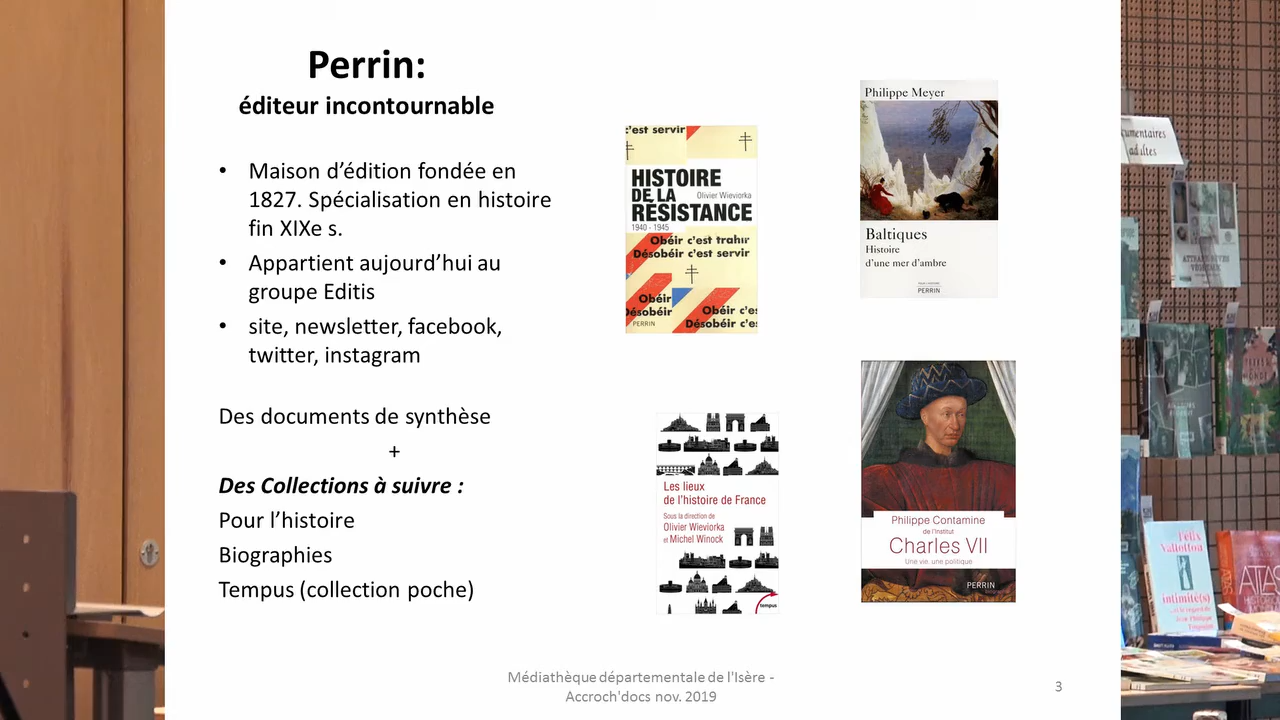 Perrin:
éditeur incontournable
• Maison d’édition fondée en
1827. Spécialisation en histoire
fin XIXe s.
• Appartient aujourd’hui au
groupe Editis
• site, newsletter, facebook,
twitter, instagram
Des documents de synthèse
+
Des Collections à suivre :
Pour l’histoire
Biographies
Tempus (collection poche)
c'est servir
HISTOIRE
DE LA
Olivier Wieviorka
RÉSISTANCE
1940 - 1945
Obéir c'est trahir
Désobéir c'est servir
Obéir
Désobéir
Obéir c'es
Désobéir c'es
PERRIN
Philippe Meyer
Baltiques
Histoire
d’une mer d’ambre
PERRIN
Les lieux
de l’histoire de France
Sous la direction de
Olivier Wieviorka
et Michel Winock
tempus
Philippe Contamine
de l’Institut
Charles VII
Une vie, une politique
PERRIN
Médiathèque départementale de l'Isère -
Accroch'docs nov. 2019
3
adultes
Félix
Vallotton
intimité(s)
ATLAS